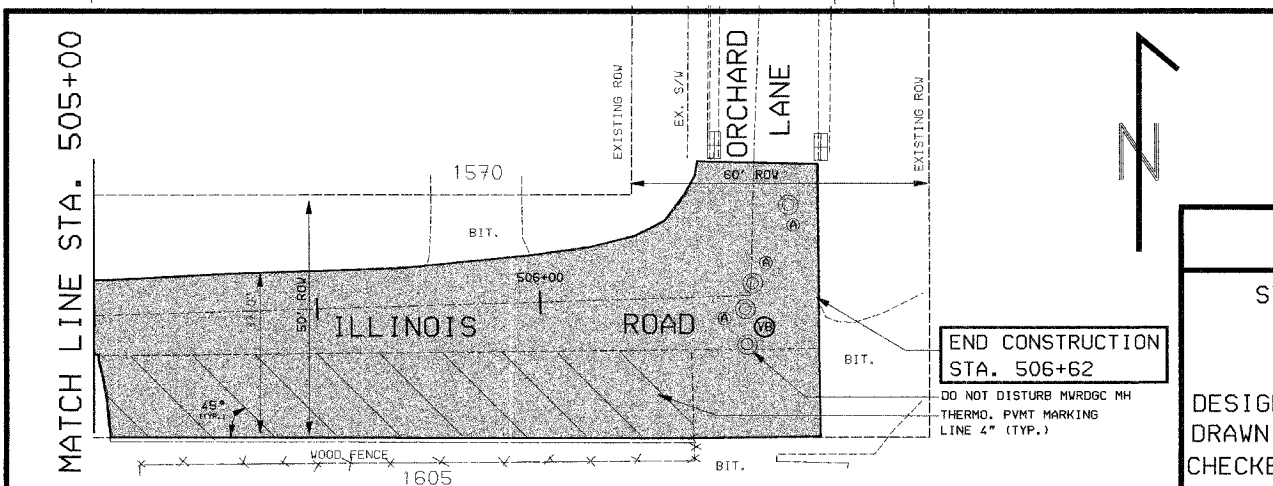 MATCH LINE STA. 505+00
EXISTING ROW
EX. S/W
ORCHARD
LANE
EXISTING ROW
N
1570
60' ROW
BIT.
50' ROW
506+00
ILLINOIS ROAD
A
A
A
VB
45°
(TYP.)
BIT.
END CONSTRUCTION
STA. 506+62
DO NOT DISTURB MWRDGC MH
THERMO. PVMT MARKING
LINE 4" (TYP.)
WOOD FENCE
1605
BIT.
S
DESIG
DRAWN
CHECKE